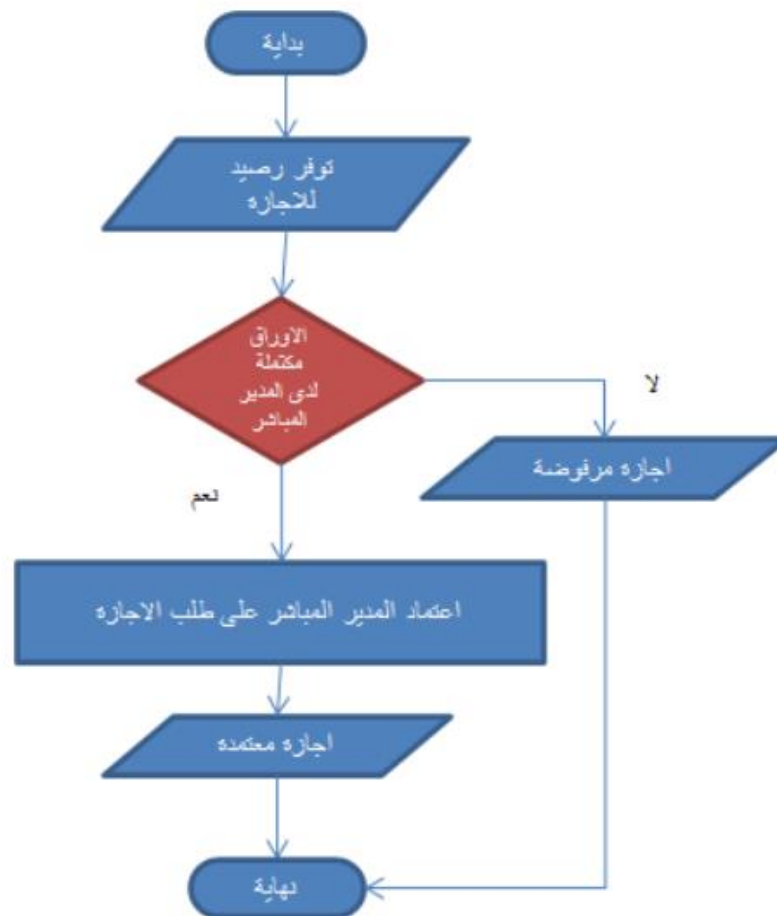 بداية
توفر رصيد
للاجازه
الاوراق
مكتملة
لدى المدير
المباشر
لا
اجازه مرفوضة
نعم
اعتماد المدير المباشر على طلب الاجازه
اجازه معتمده
نهاية